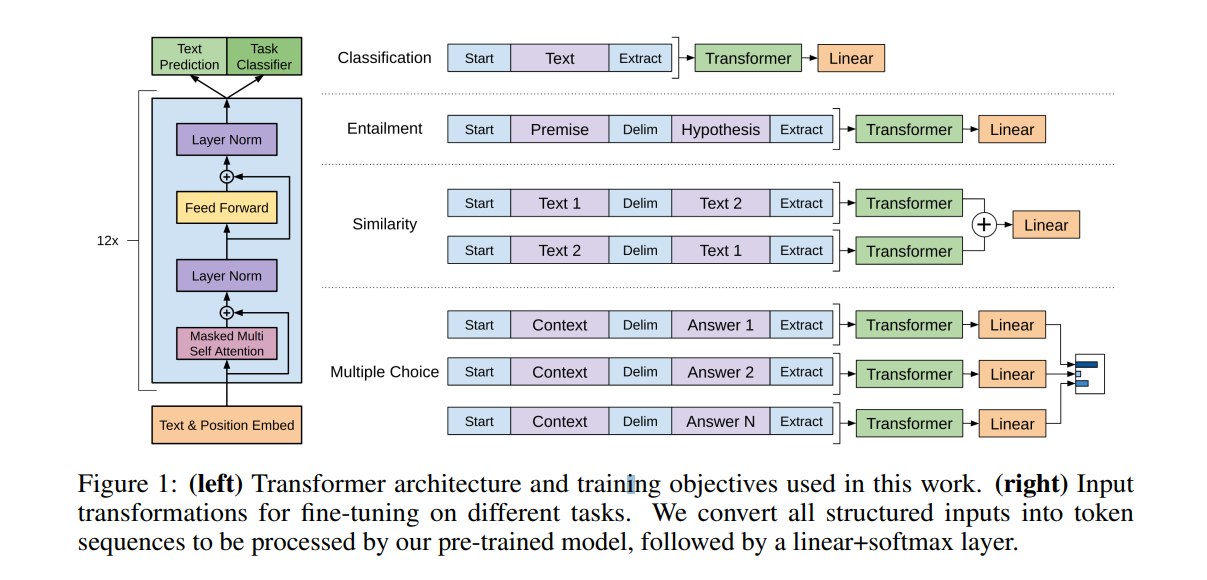 Text
Prediction
Task
Classifier
Layer Norm
Feed Forward
12x
Layer Norm
Masked Multi
Self Attention
Text & Position Embed
Classification
Start Text Extract Transformer Linear
Entailment
Start Premise Delim Hypothesis Extract Transformer Linear
Similarity
Start Text 1 Delim Text 2 Extract Transformer
Linear
Start Text 2 Delim Text 1 Extract Transformer
Multiple Choice
Start Context Delim Answer 1 Extract Transformer Linear
Start Context Delim Answer 2 Extract Transformer Linear
Start Context Delim Answer N Extract Transformer Linear
Figure 1: (left) Transformer architecture and training objectives used in this work. (right) Input
transformations for fine-tuning on different tasks. We convert all structured inputs into token
sequences to be processed by our pre-trained model, followed by a linear+softmax layer.